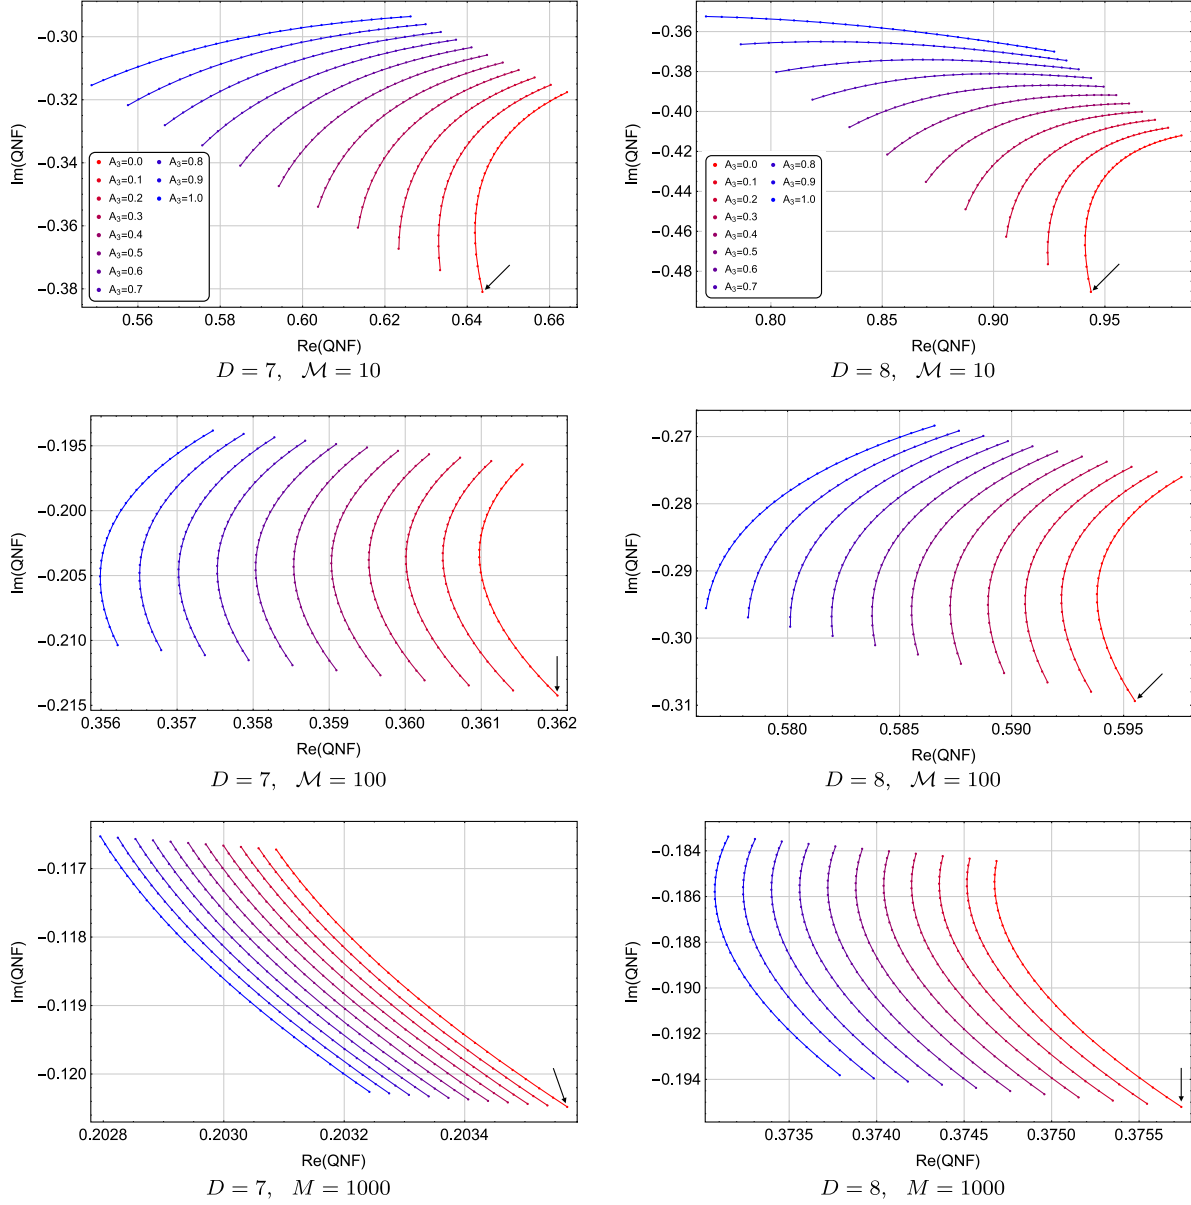 −0.30
−0.32
−0.34
−0.36
−0.38
Im(QNF)
A₃=0.0
A₃=0.1
A₃=0.2
A₃=0.3
A₃=0.4
A₃=0.5
A₃=0.6
A₃=0.7
A₃=0.8
A₃=0.9
A₃=1.0
0.56 0.58 0.60 0.62 0.64 0.66
Re(QNF)
D = 7, ℳ = 10
−0.36
−0.38
−0.40
−0.42
−0.44
−0.46
−0.48
Im(QNF)
A₃=0.0
A₃=0.1
A₃=0.2
A₃=0.3
A₃=0.4
A₃=0.5
A₃=0.6
A₃=0.7
A₃=0.8
A₃=0.9
A₃=1.0
0.80 0.85 0.90 0.95
Re(QNF)
D = 8, ℳ = 10
−0.195
−0.200
−0.205
−0.210
−0.215
Im(QNF)
0.356 0.357 0.358 0.359 0.360 0.361 0.362
Re(QNF)
D = 7, ℳ = 100
−0.27
−0.28
−0.29
−0.30
−0.31
Im(QNF)
0.580 0.585 0.590 0.595
Re(QNF)
D = 8, ℳ = 100
−0.117
−0.118
−0.119
−0.120
Im(QNF)
0.2028 0.2030 0.2032 0.2034
Re(QNF)
D = 7, M = 1000
−0.184
−0.186
−0.188
−0.190
−0.192
−0.194
Im(QNF)
0.3735 0.3740 0.3745 0.3750 0.3755
Re(QNF)
D = 8, M = 1000